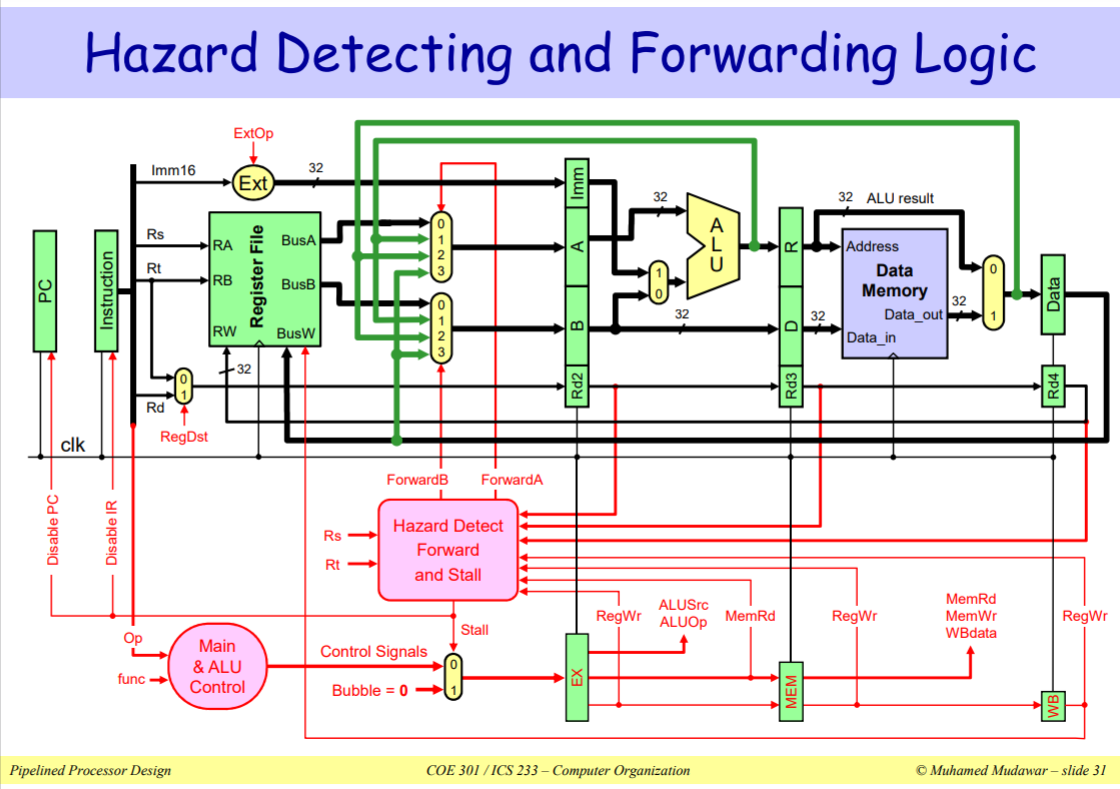 Hazard Detecting and Forwarding Logic
ExtOp
Imm16
Ext
32
Imm
32
A
L
U
32
ALU result
PC
Instruction
Rs
Rt
RA
RB
RW
Register File
BusA
BusB
BusW
0
1
2
3
0
1
2
3
A
B
1
0
32
R
D
32
Address
Data
Memory
Data_out
Data_in
32
0
1
Data
32
Rd
0
1
RegDst
Rd2
Rd3
Rd4
clk
ForwardB
ForwardA
Disable PC
Disable IR
Rs
Rt
Hazard Detect
Forward
and Stall
RegWr
ALUSrc
ALUOp
MemRd
RegWr
MemRd
MemWr
WBdata
RegWr
Stall
Op
func
Main
& ALU
Control
Control Signals
Bubble = 0
0
1
EX
MEM
WB
Pipelined Processor Design
COE 301 / ICS 233 – Computer Organization
© Muhamed Mudawar – slide 31